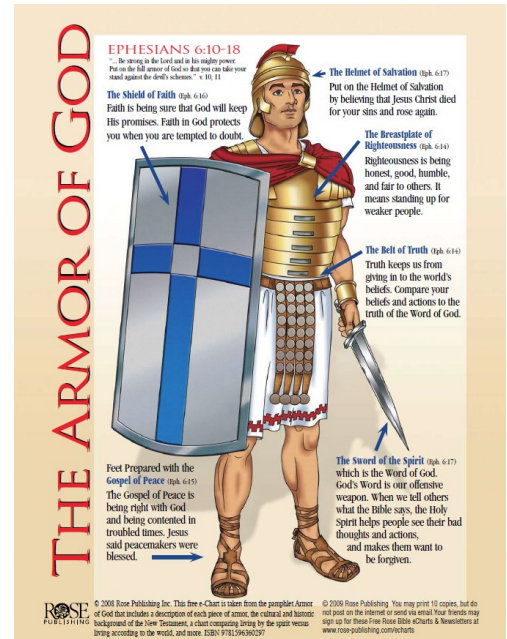 THE ARMOR OF GOD
EPHESIANS 6:10-18
"... Be strong in the Lord and in his mighty power.
Put on the full armor of God so that you can take your
stand against the devil's schemes." v. 10, 11
The Shield of Faith (Eph. 6:16)
Faith is being sure that God will keep
His promises. Faith in God protects
you when you are tempted to doubt.
The Helmet of Salvation (Eph. 6:17)
Put on the Helmet of Salvation
by believing that Jesus Christ died
for your sins and rose again.
The Breastplate of
Righteousness (Eph. 6:14)
Righteousness is being
honest, good, humble,
and fair to others. It
means standing up for
weaker people.
The Belt of Truth (Eph. 6:14)
Truth keeps us from
giving in to the world's
beliefs. Compare your
beliefs and actions to the
truth of the Word of God.
Feet Prepared with the
Gospel of Peace (Eph. 6:15)
The Gospel of Peace is
being right with God
and being contented in
troubled times. Jesus
said peacemakers were
blessed.
The Sword of the Spirit (Eph. 6:17)
which is the Word of God.
God's Word is our offensive
weapon. When we tell others
what the Bible says, the Holy
Spirit helps people see their bad
thoughts and actions,
and makes them want to
be forgiven.
ROSE
PUBLISHING
© 2008 Rose Publishing Inc. This free e-Chart is taken from the pamphlet Armor
of God that includes a description of each piece of armor, the cultural and historic
background of the New Testament, a chart comparing living by the spirit versus
living according to the world, and more. ISBN 9781596360297
© 2009 Rose Publishing You may print 10 copies, but do
not post on the internet or send via email. Your friends may
sign up for these Free Rose Bible eCharts & Newsletters at
www.rose-publishing.com/echarts